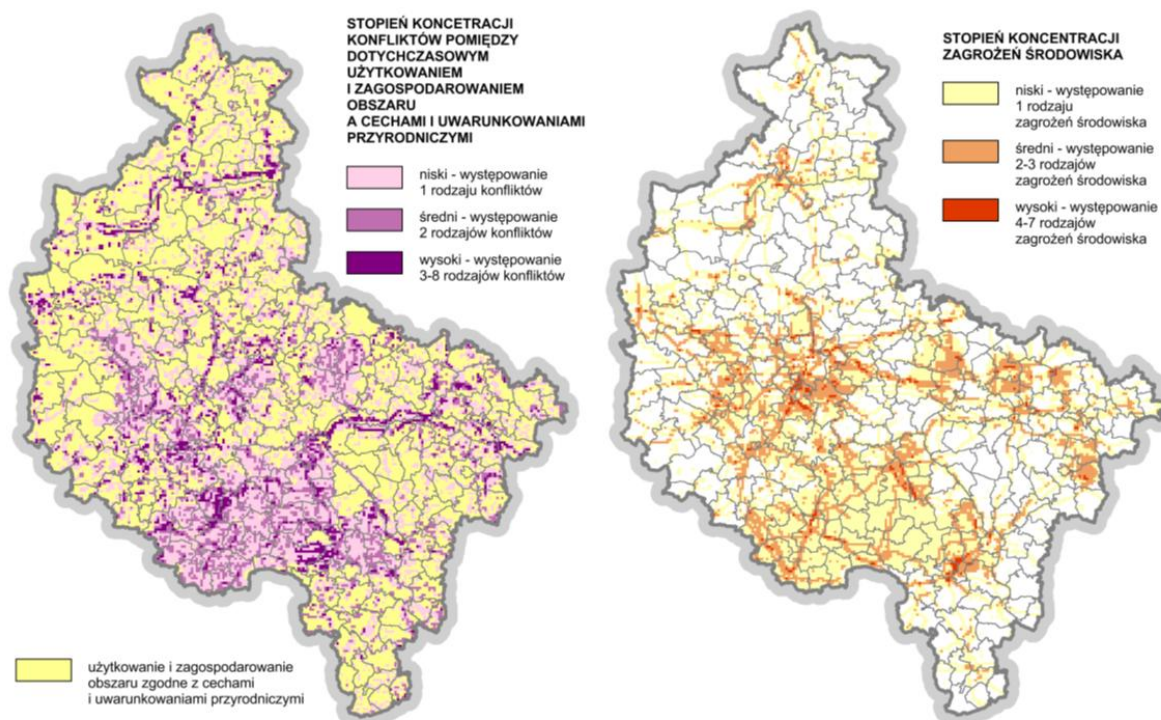 STOPIEŃ KONCETRACJI
KONFLIKTÓW POMIĘDZY
DOTYCHCZASOWYM
UŻYTKOWANIEM
I ZAGOSPODAROWANIEM
OBSZARU
A CECHAMI I UWARUNKOWANIAMI
PRZYRODNICZYMI
niski - występowanie
1 rodzaju konfliktów
średni - występowanie
2 rodzajów konfliktów
wysoki - występowanie
3-8 rodzajów konfliktów
użytkowanie i zagospodarowanie
obszaru zgodne z cechami
i uwarunkowaniami przyrodniczymi
STOPIEŃ KONCENTRACJI
ZAGROŻEŃ ŚRODOWISKA
niski - występowanie
1 rodzaju
zagrożeń środowiska
średni - występowanie
2-3 rodzajów
zagrożeń środowiska
wysoki - występowanie
4-7 rodzajów
zagrożeń środowiska